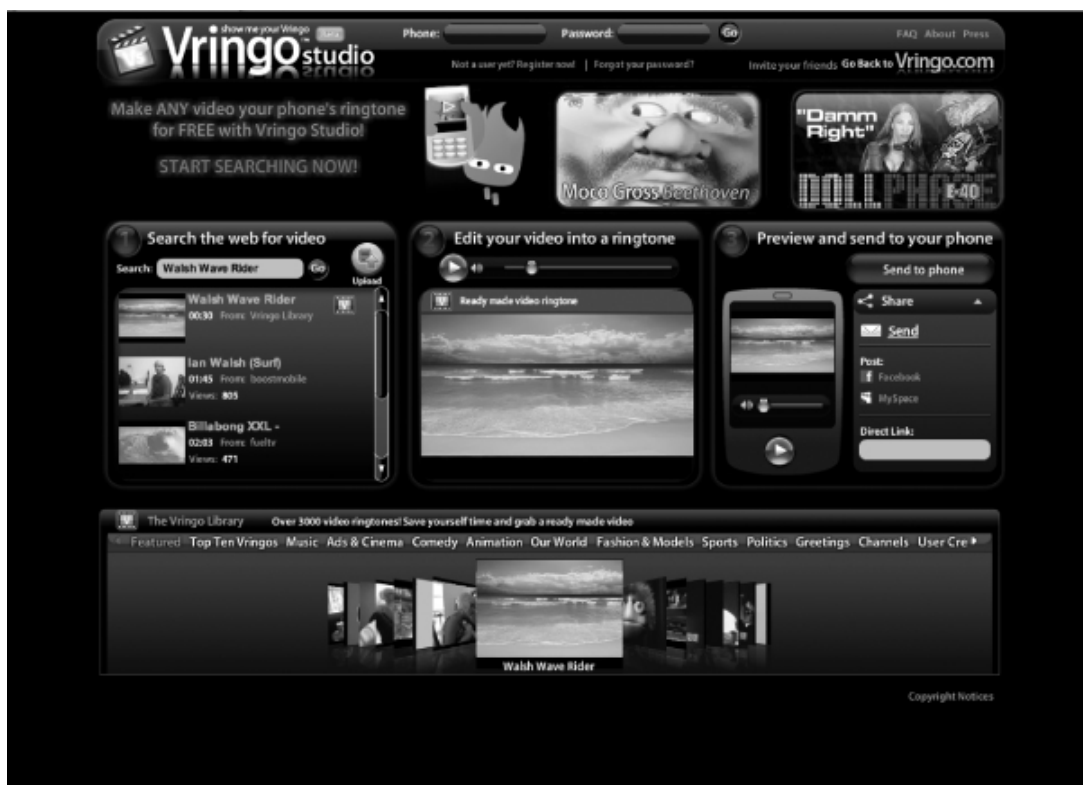 show me your Vringo
Beta
Vringo studio
Phone:
Password:
Go
FAQ About Press
Not a user yet? Register now! | Forgot your password?
Invite your friends Go Back to Vringo.com
Make ANY video your phone's ringtone
for FREE with Vringo Studio!
START SEARCHING NOW!
Moco Gross Beethoven
"Damm
Right"
DOLLPHACE
E-40
1 Search the web for video
Search: Walsh Wave Rider Go
Upload
Walsh Wave Rider
00:30 From: Vringo Library
Ian Walsh (Surf)
01:45 From: boostmobile
Views: 805
Billabong XXL -
02:03 From: fueltv
Views: 471
2 Edit your video into a ringtone
Ready made video ringtone
3 Preview and send to your phone
Send to phone
Share
Send
Post:
Facebook
MySpace
Direct Link:
The Vringo Library Over 3000 video ringtones! Save yourself time and grab a ready made video
Featured Top Ten Vringos Music Ads & Cinema Comedy Animation Our World Fashion & Models Sports Politics Greetings Channels User Cre
Walsh Wave Rider
Copyright Notices